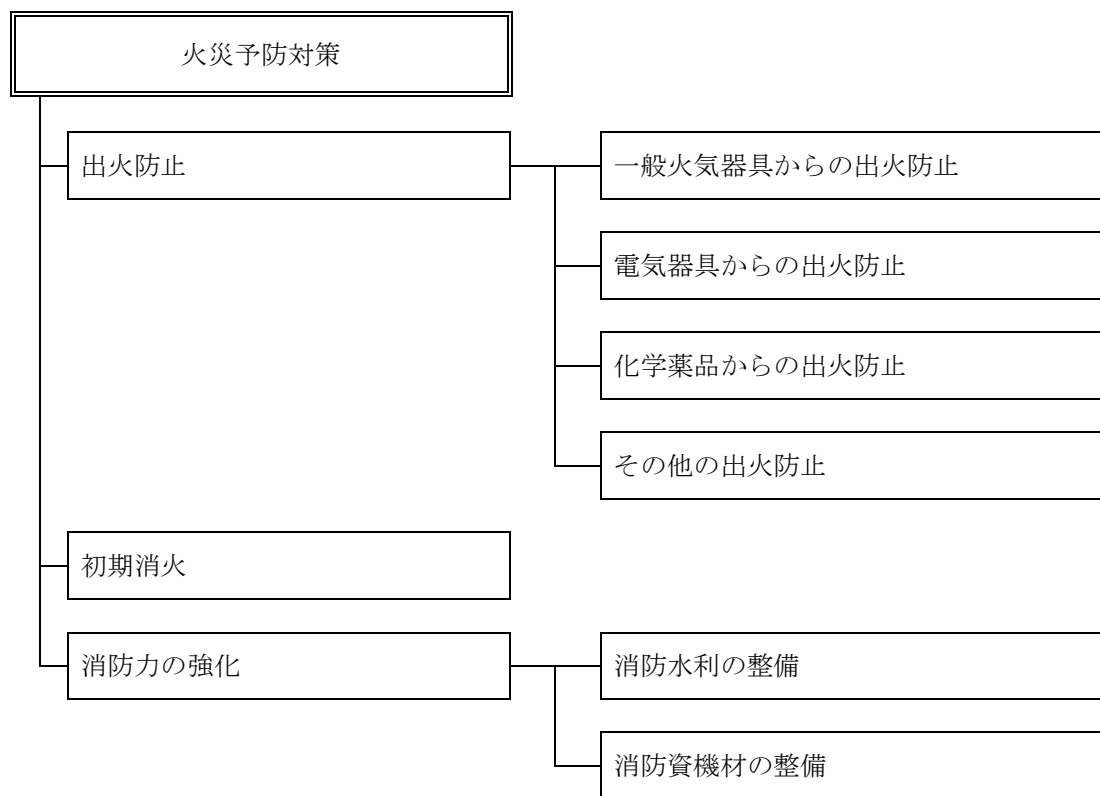 火災予防対策
出火防止
一般火気器具からの出火防止
電気器具からの出火防止
化学薬品からの出火防止
その他の出火防止
初期消火
消防力の強化
消防水利の整備
消防資機材の整備